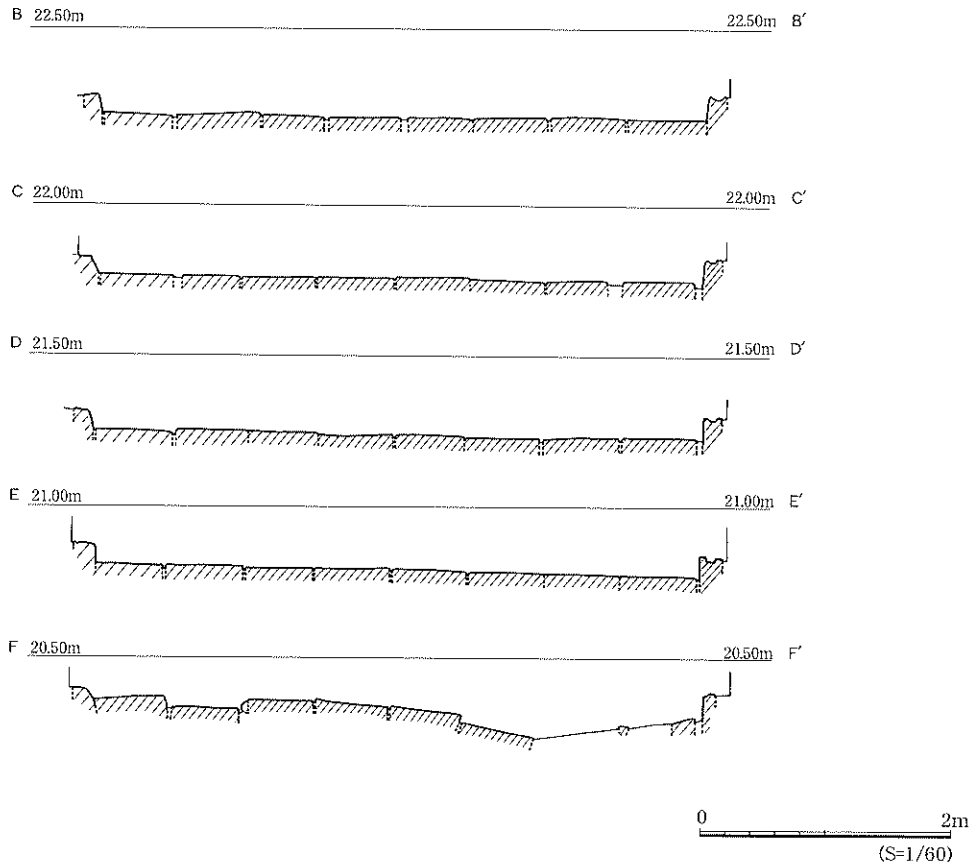 B 22.50m 22.50m B′
C 22.00m 22.00m C′
D 21.50m 21.50m D′
E 21.00m 21.00m E′
F 20.50m 20.50m F′
0 2m
(S=1/60)